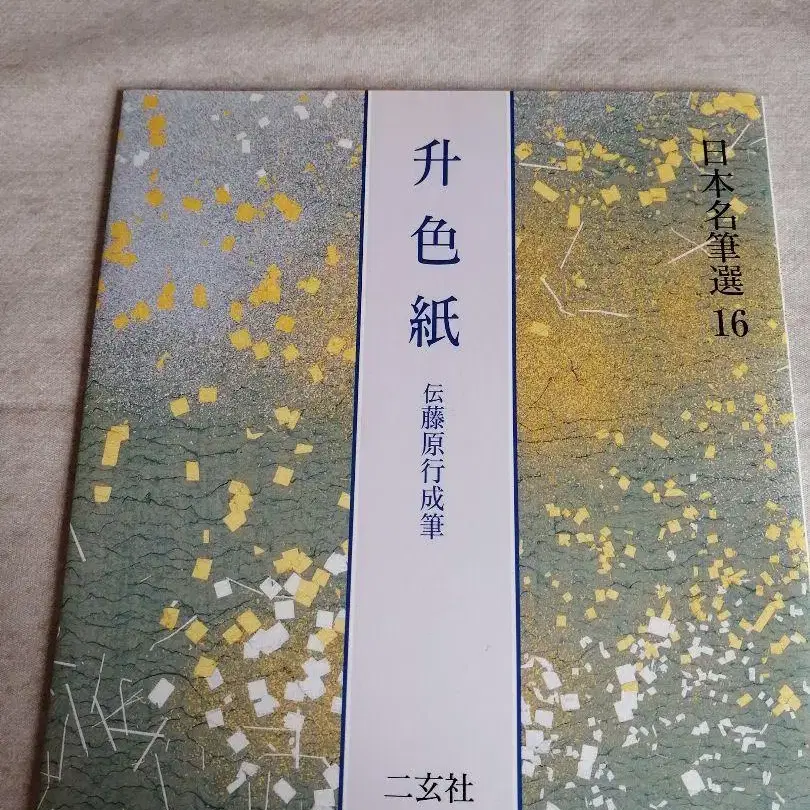 日本名筆選 16
升色紙
伝藤原行成筆
二玄社